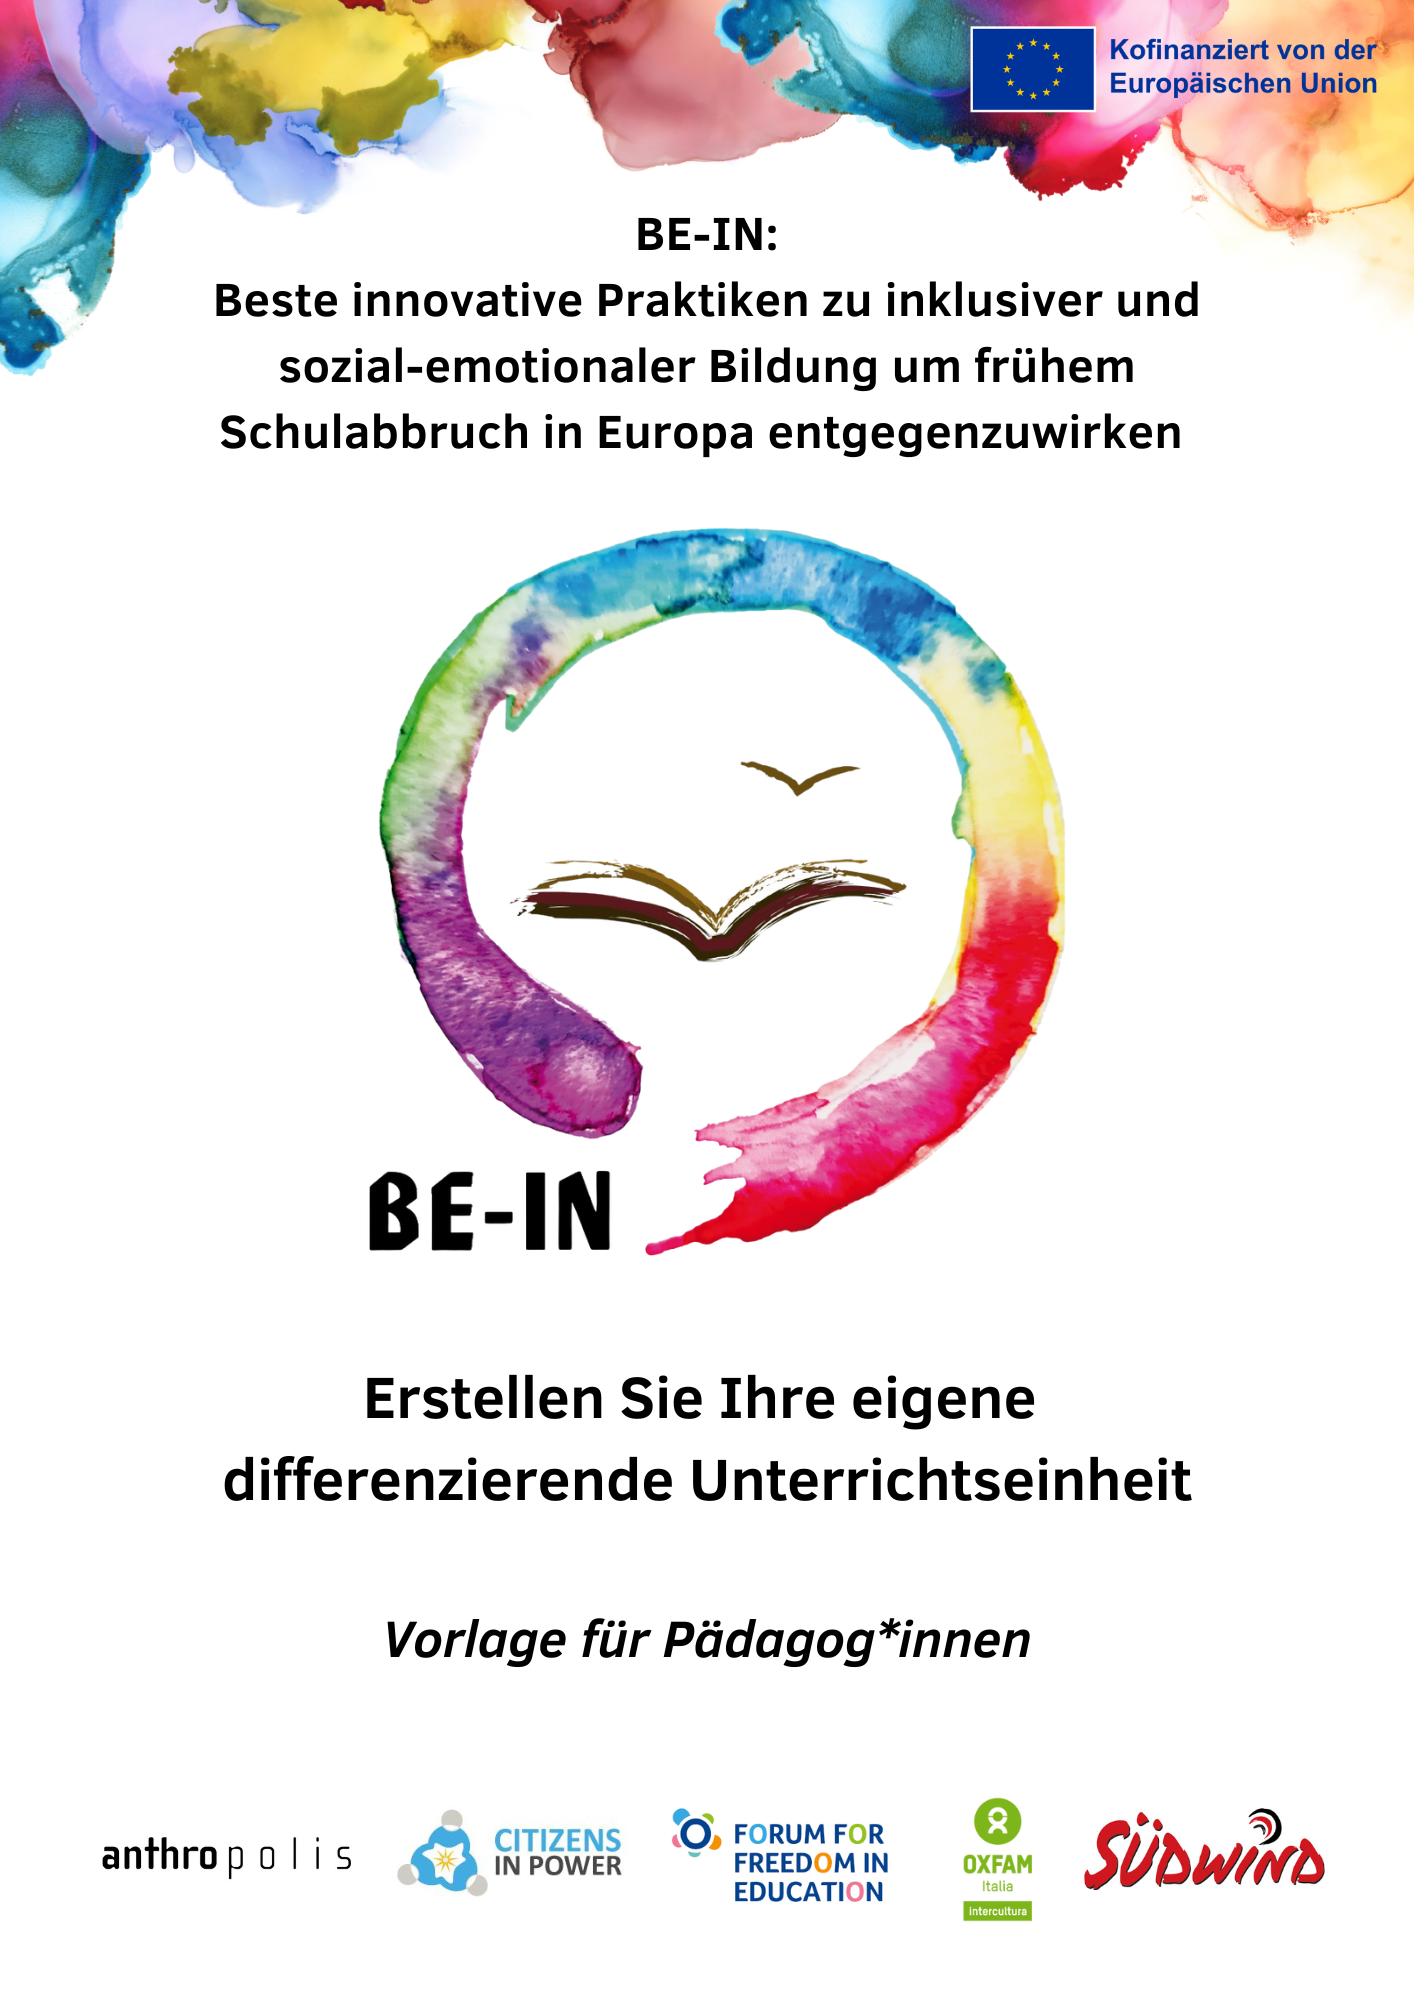 Kofinanziert von der
Europäischen Union
BE-IN:
Beste innovative Praktiken zu inklusiver und
sozial-emotionaler Bildung um frühem
Schulabbruch in Europa entgegenzuwirken
BE-IN
Erstellen Sie Ihre eigene
differenzierende Unterrichtseinheit
Vorlage für Pädagog*innen
anthropolis
CITIZENS
IN POWER
FORUM FOR
FREEDOM IN
EDUCATION
OXFAM
Italia
intercultura
SÜDWIND